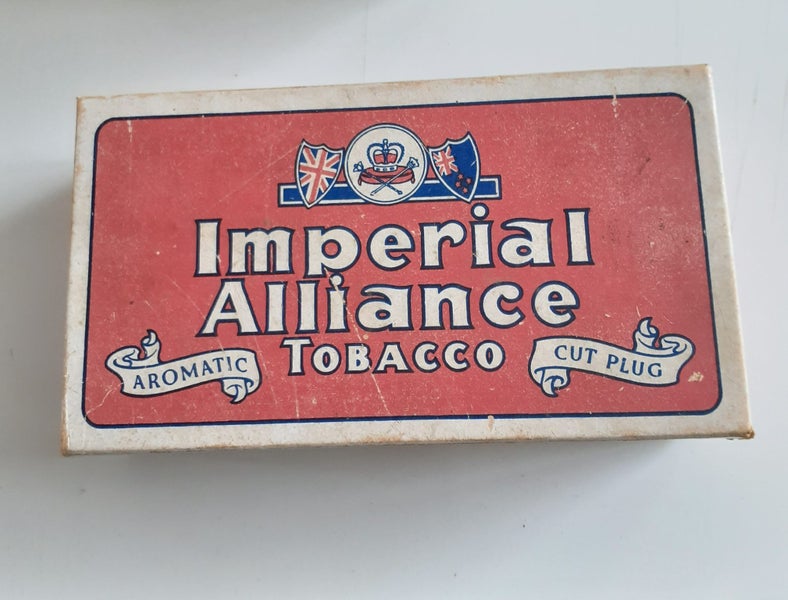 Imperial
Alliance
TOBACCO
AROMATIC
CUT PLUG